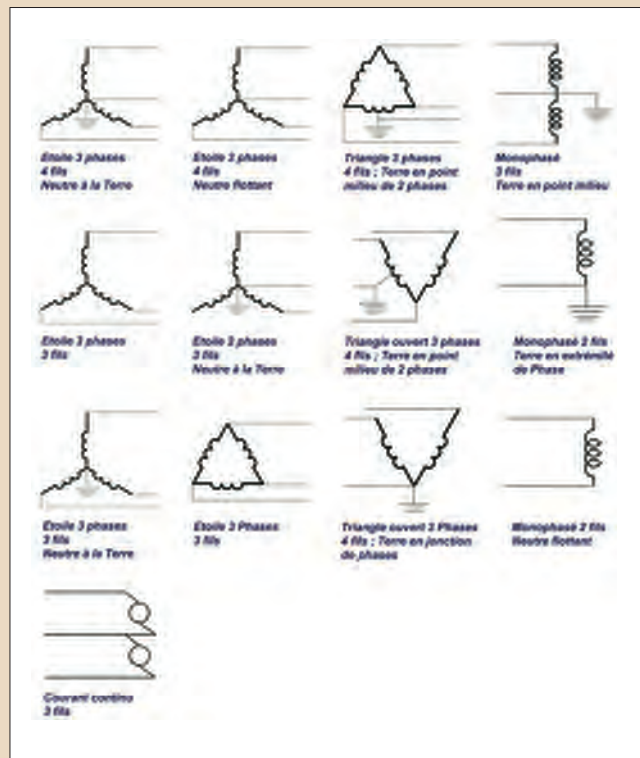 Etoile 3 phases
4 fils
Neutre à la Terre
Etoile 3 phases
4 fils
Neutre flottant
Triangle 3 phases
4 fils ; Terre en point
milieu de 2 phases
Monophasé
3 fils
Terre en point milieu
Etoile 3 phases
3 fils
Etoile 3 phases
3 fils
Neutre à la Terre
Triangle ouvert 3 phases
4 fils ; Terre en point
milieu de 2 phases
Monophasé 2 fils
Terre en extrémité
de Phase
Etoile 3 phases
3 fils
Neutre à la Terre
Etoile 3 Phases
3 fils
Triangle ouvert 3 Phases
4 fils ; Terre en jonction
de phases
Monophasé 2 fils
Neutre flottant
Courant continu
3 fils